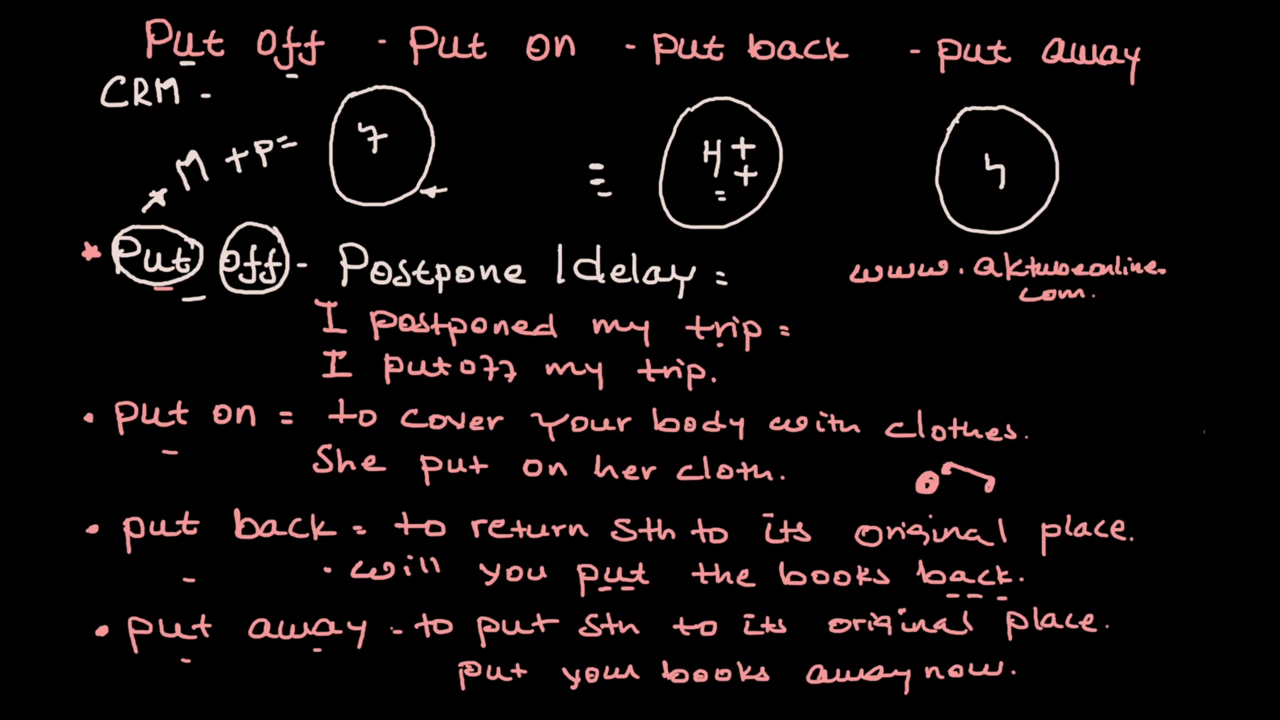 Put off - Put on - put back - put away
CRM -
M + P =
7
4 + +
Put off - Postpone / delay =
www.aktubeonline.
com.
I postponed my trip =
I put off my trip.
• put on = to cover your body with clothes.
She put on her cloth.
• put back = to return sth to its original place.
• will you put the books back.
• put away - to put sth to its original place.
put your books away now.